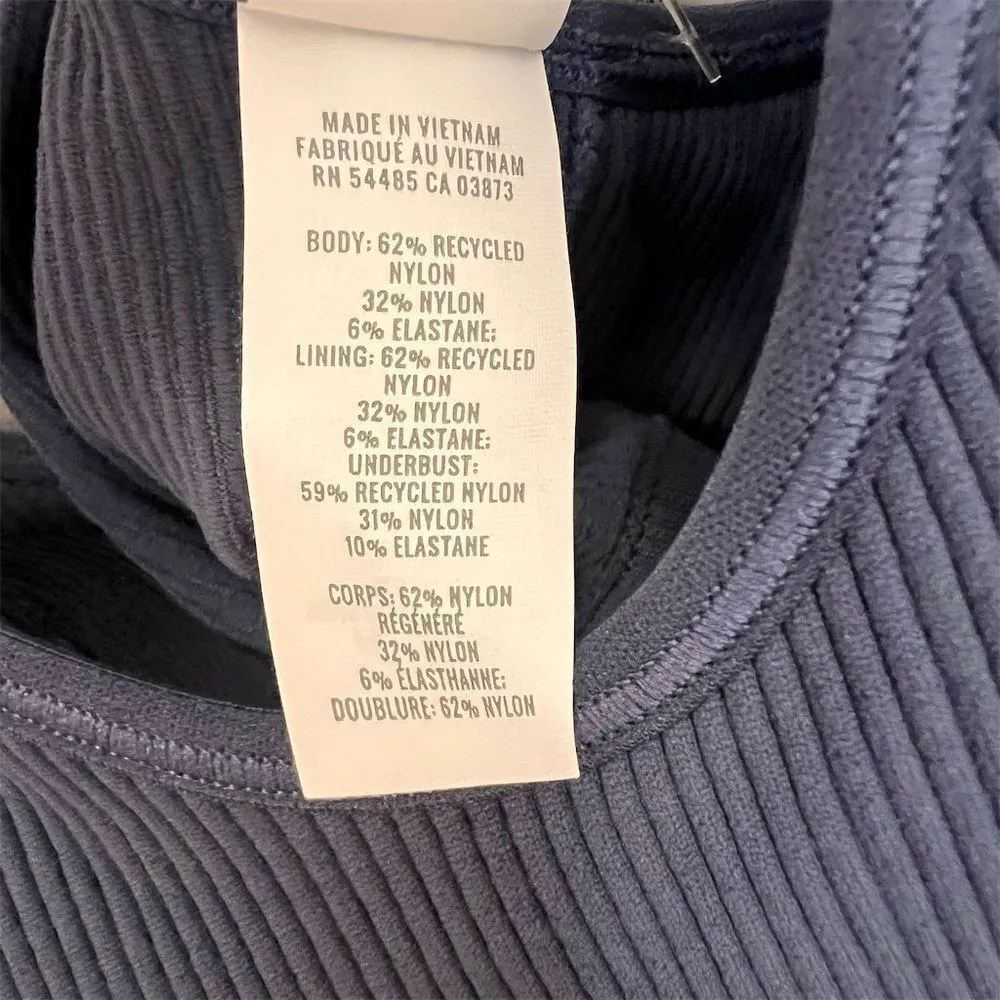 MADE IN VIETNAM
FABRIQUÉ AU VIETNAM
RN 54485 CA 03873
BODY: 62% RECYCLED
NYLON
32% NYLON
6% ELASTANE;
LINING: 62% RECYCLED
NYLON
32% NYLON
6% ELASTANE;
UNDERBUST:
59% RECYCLED NYLON
31% NYLON
10% ELASTANE
CORPS: 62% NYLON
RÉGÉNÉRÉ
32% NYLON
6% ÉLASTHANNE;
DOUBLURE: 62% NYLON